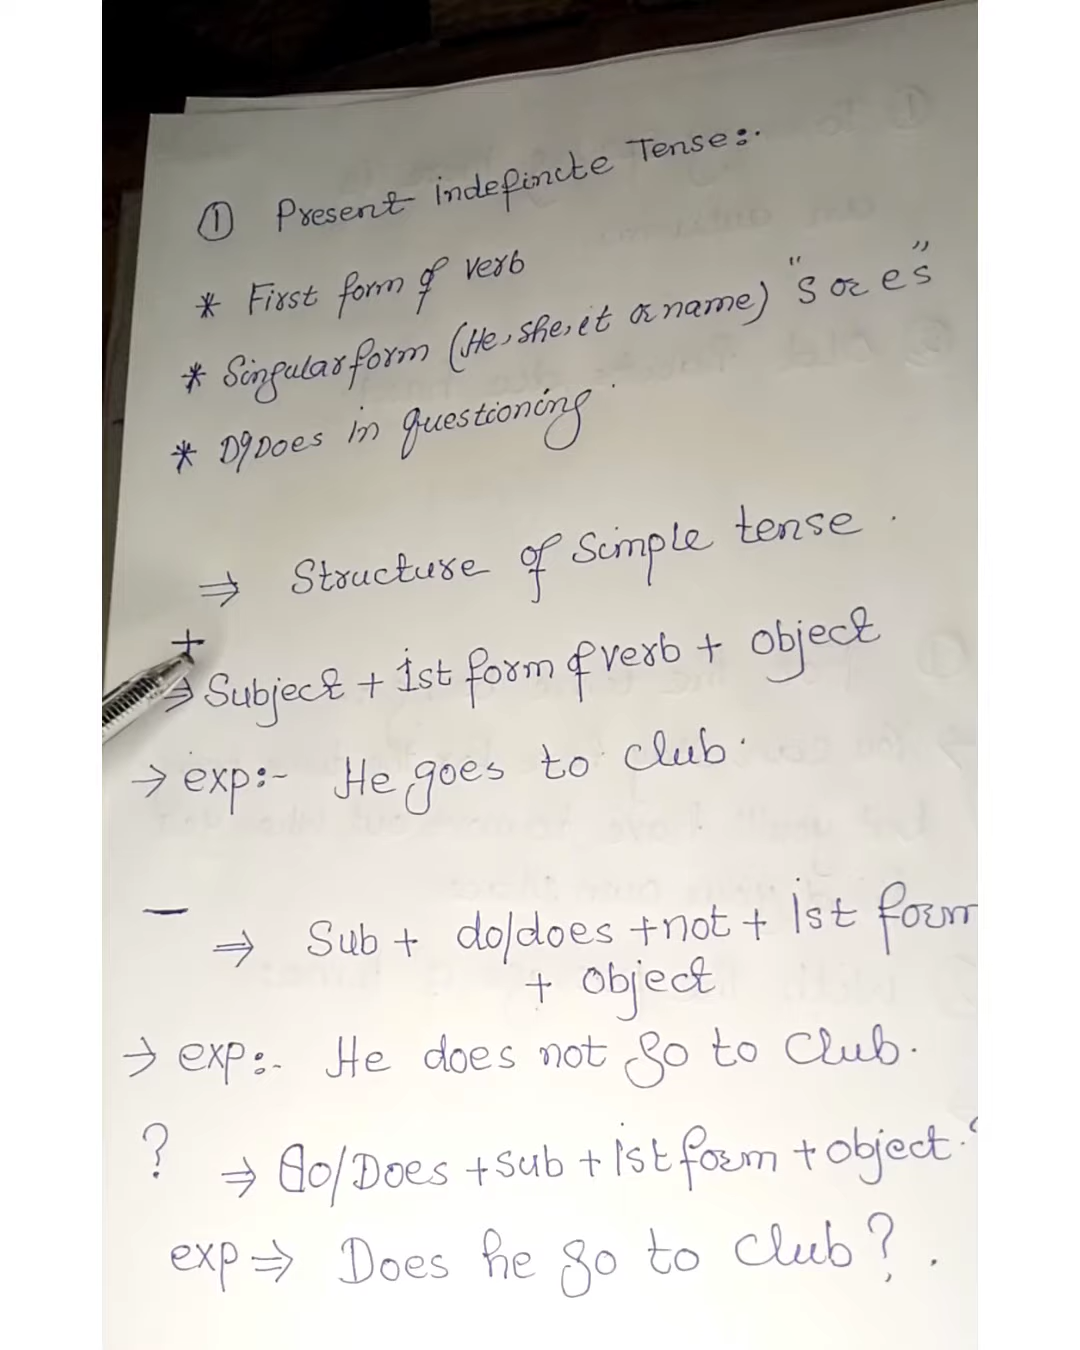 ① Present indefincte Tense:-
* First form of verb
* Singular form (He, she, it or name) "s or es"
* Do/Does in questioning
⇒ Structure of Simple tense.
+
⇒ Subject + 1st form of verb + object
→ exp:- He goes to club.
—
⇒ Sub + do/does + not + 1st form
+ object
→ exp:- He does not go to club.
? ⇒ Do/Does + sub + 1st form + object.
exp ⇒ Does he go to club?.